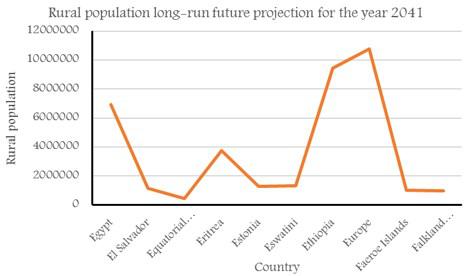 Rural population long-run future projection for the year 2041
12000000
10000000
8000000
6000000
4000000
2000000
0
Rural population
Egypt
El Salvador
Equatorial...
Eritrea
Estonia
Eswatini
Ethiopia
Europe
Faeroe Islands
Falkland...
Country